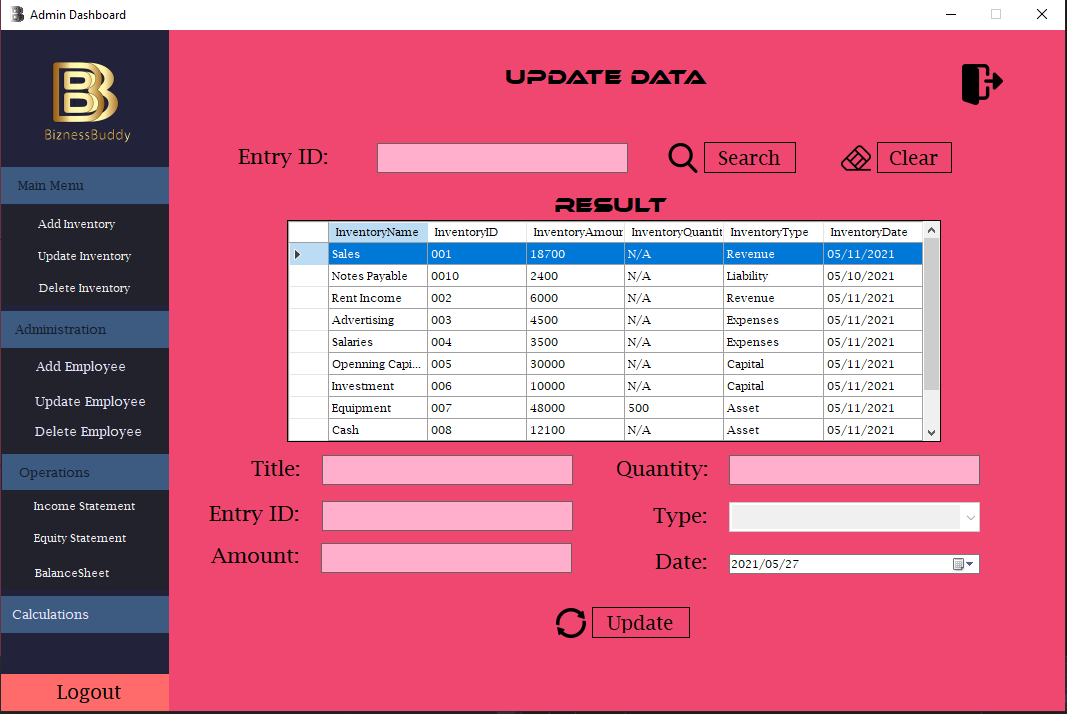 Admin Dashboard
BiznessBuddy
Main Menu
Add Inventory
Update Inventory
Delete Inventory
Administration
Add Employee
Update Employee
Delete Employee
Operations
Income Statement
Equity Statement
BalanceSheet
Calculations
Logout
UPDATE DATA
Entry ID:
Search
Clear
RESULT
InventoryName InventoryID InventoryAmour InventoryQuantit InventoryType InventoryDate
Sales 001 18700 N/A Revenue 05/11/2021
Notes Payable 0010 2400 N/A Liability 05/10/2021
Rent Income 002 6000 N/A Revenue 05/11/2021
Advertising 003 4500 N/A Expenses 05/11/2021
Salaries 004 3500 N/A Expenses 05/11/2021
Openning Capi... 005 30000 N/A Capital 05/11/2021
Investment 006 10000 N/A Capital 05/11/2021
Equipment 007 48000 500 Asset 05/11/2021
Cash 008 12100 N/A Asset 05/11/2021
Title:
Quantity:
Entry ID:
Type:
Amount:
Date:
2021/05/27
Update